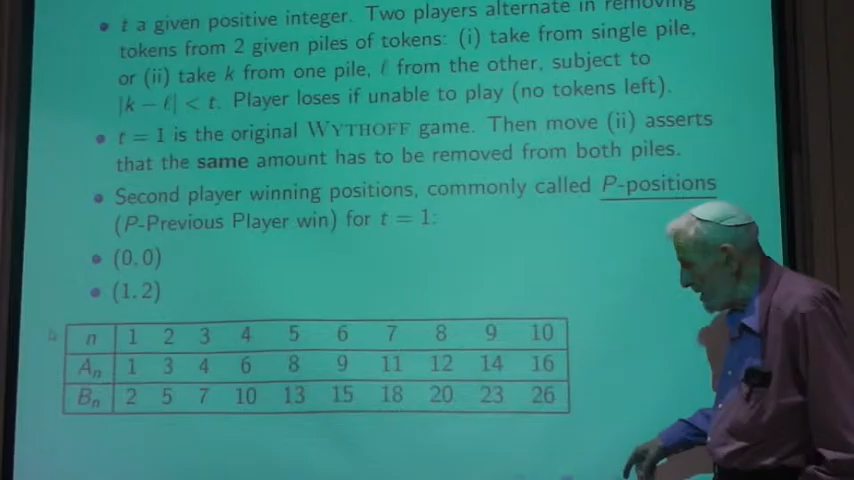 • t a given positive integer. Two players alternate in removing
tokens from 2 given piles of tokens: (i) take from single pile,
or (ii) take k from one pile, ℓ from the other, subject to
|k − ℓ| < t. Player loses if unable to play (no tokens left).
• t = 1 is the original WYTHOFF game. Then move (ii) asserts
that the same amount has to be removed from both piles.
• Second player winning positions, commonly called P-positions
(P-Previous Player win) for t = 1:
• (0,0)
• (1,2)
n 1 2 3 4 5 6 7 8 9 10
Aₙ 1 3 4 6 8 9 11 12 14 16
Bₙ 2 5 7 10 13 15 18 20 23 26